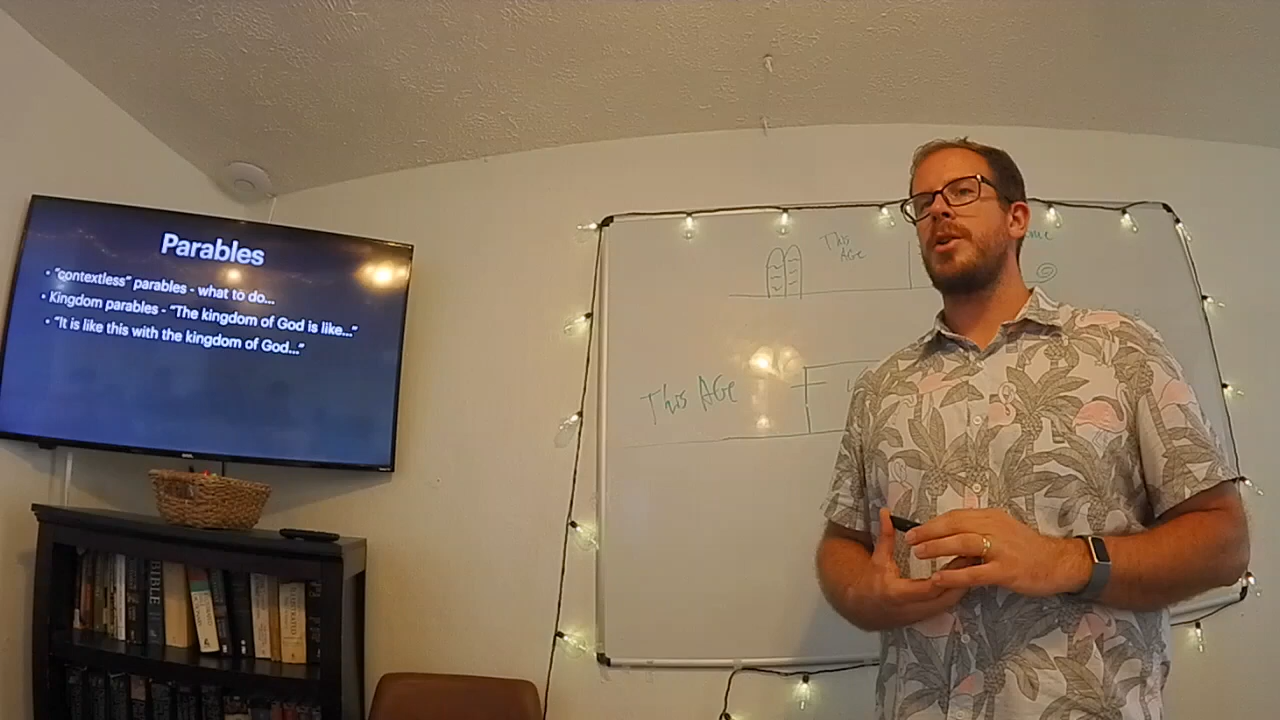 Parables
• "contextless" parables - what to do...
• Kingdom parables - "The kingdom of God is like..."
• "It is like this with the kingdom of God..."
This
AGe
This AGe
BIBLE